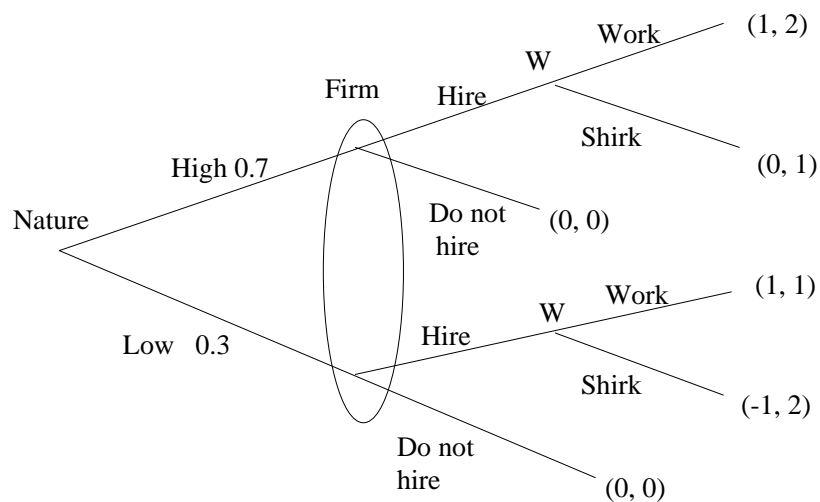 (1, 2)
Work
W
Firm
Hire
Shirk
High 0.7
(0, 1)
Nature
Do not
hire
(0, 0)
(1, 1)
Work
W
Hire
Low 0.3
Shirk
(-1, 2)
Do not
hire
(0, 0)